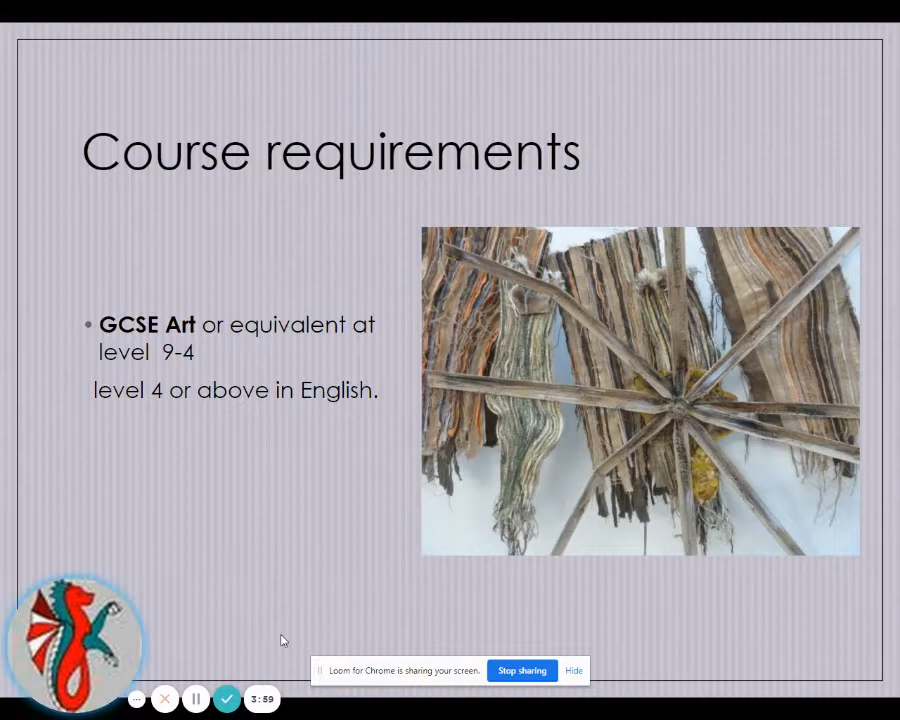 Course requirements
• GCSE Art or equivalent at
level 9-4
level 4 or above in English.
Loom for Chrome is sharing your screen. Stop sharing Hide
3:59